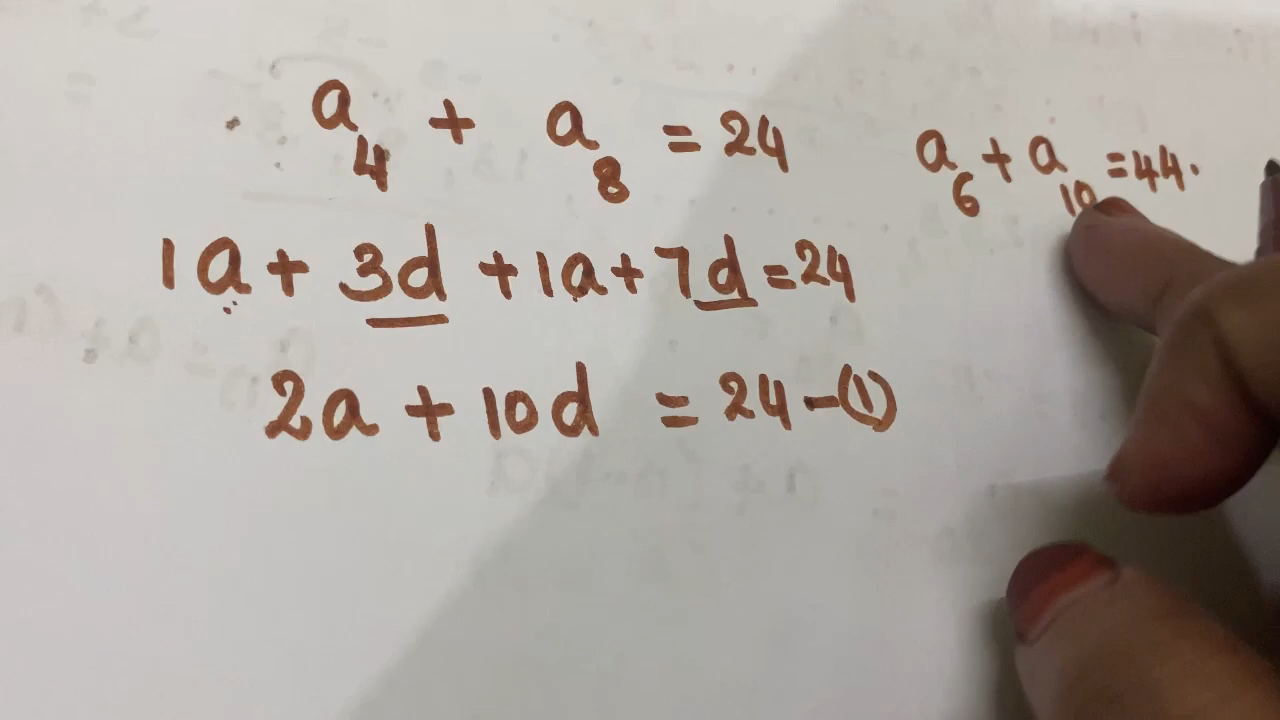 a₄ + a₈ = 24
a₆ + a₁₀ = 44.
1a + 3d + 1a + 7d = 24
2a + 10d = 24 - (1)